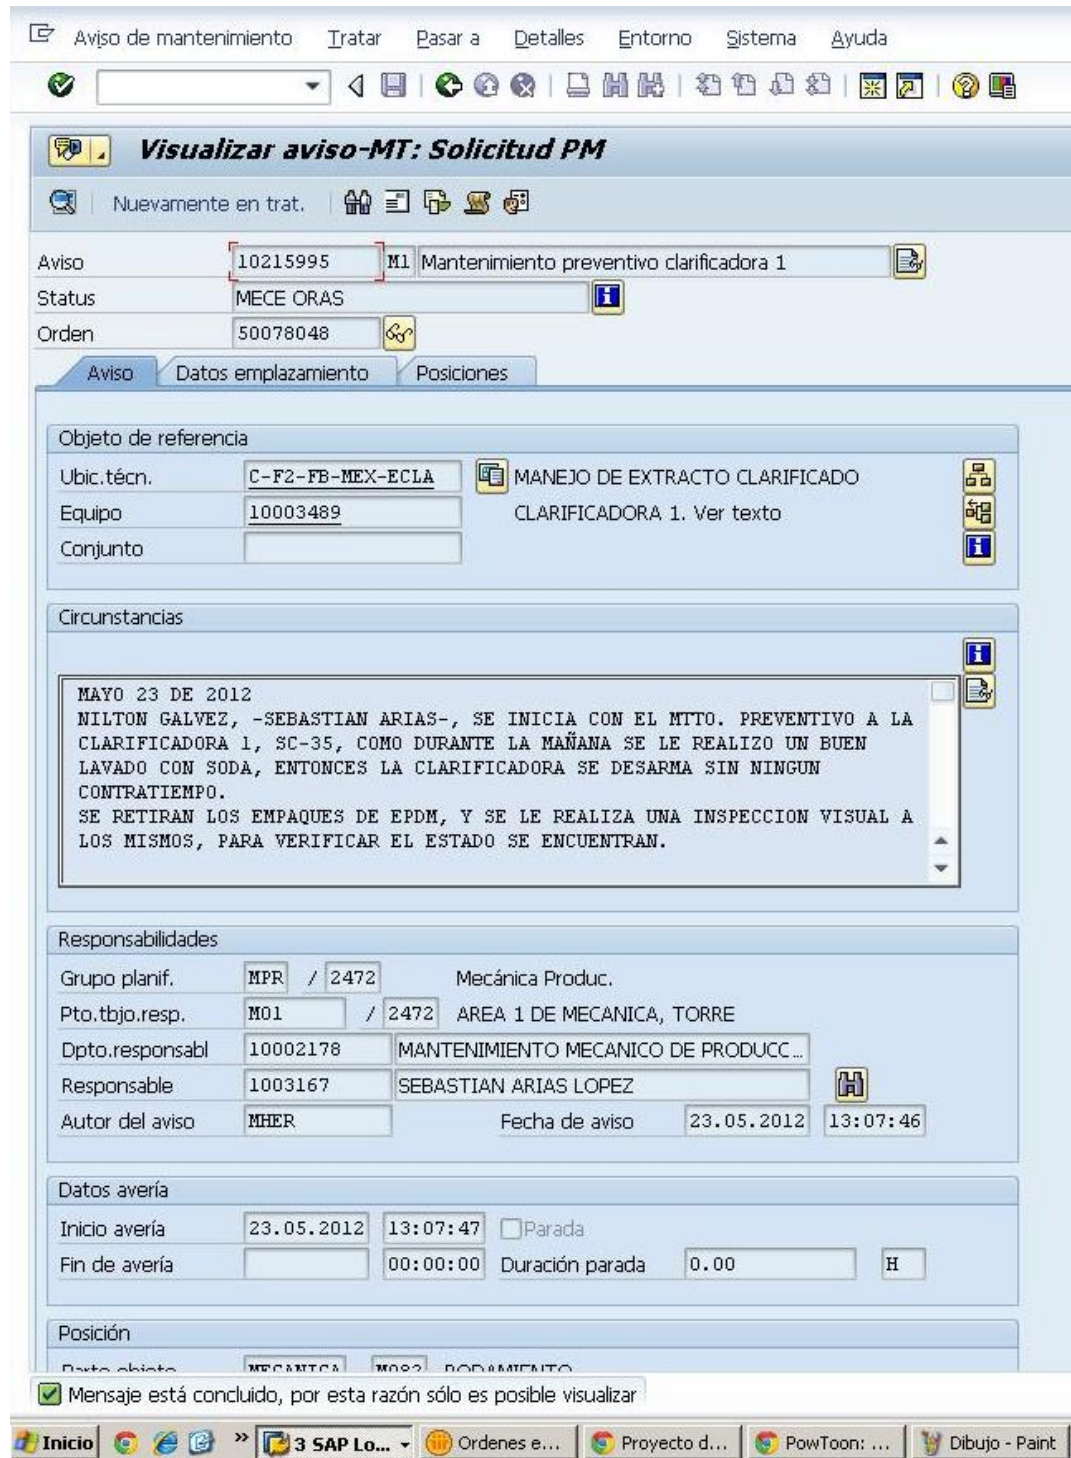 Aviso de mantenimiento Tratar Pasar a Detalles Entorno Sistema Ayuda
Visualizar aviso-MT: Solicitud PM
Nuevamente en trat.
Aviso 10215995 M1 Mantenimiento preventivo clarificadora 1
Status MECE ORAS
Orden 50078048
Aviso Datos emplazamiento Posiciones
Objeto de referencia
Ubic.técn. C-F2-FB-MEX-ECLA MANEJO DE EXTRACTO CLARIFICADO
Equipo 10003489 CLARIFICADORA 1. Ver texto
Conjunto
Circunstancias
MAYO 23 DE 2012
NILTON GALVEZ, -SEBASTIAN ARIAS-, SE INICIA CON EL MTTO. PREVENTIVO A LA
CLARIFICADORA 1, SC-35, COMO DURANTE LA MAÑANA SE LE REALIZO UN BUEN
LAVADO CON SODA, ENTONCES LA CLARIFICADORA SE DESARMA SIN NINGUN
CONTRATIEMPO.
SE RETIRAN LOS EMPAQUES DE EPDM, Y SE LE REALIZA UNA INSPECCION VISUAL A
LOS MISMOS, PARA VERIFICAR EL ESTADO SE ENCUENTRAN.
Responsabilidades
Grupo planif. MPR / 2472 Mecánica Produc.
Pto.tbjo.resp. M01 / 2472 AREA 1 DE MECANICA, TORRE
Dpto.responsabl 10002178 MANTENIMIENTO MECANICO DE PRODUCC...
Responsable 1003167 SEBASTIAN ARIAS LOPEZ
Autor del aviso MHER Fecha de aviso 23.05.2012 13:07:46
Datos avería
Inicio avería 23.05.2012 13:07:47 Parada
Fin de avería 00:00:00 Duración parada 0.00 H
Posición
Parte objeto MECANICA M083 RODAMIENTO
Mensaje está concluido, por esta razón sólo es posible visualizar
Inicio » 3 SAP Lo... Ordenes e... Proyecto d... PowToon: ... Dibujo - Paint